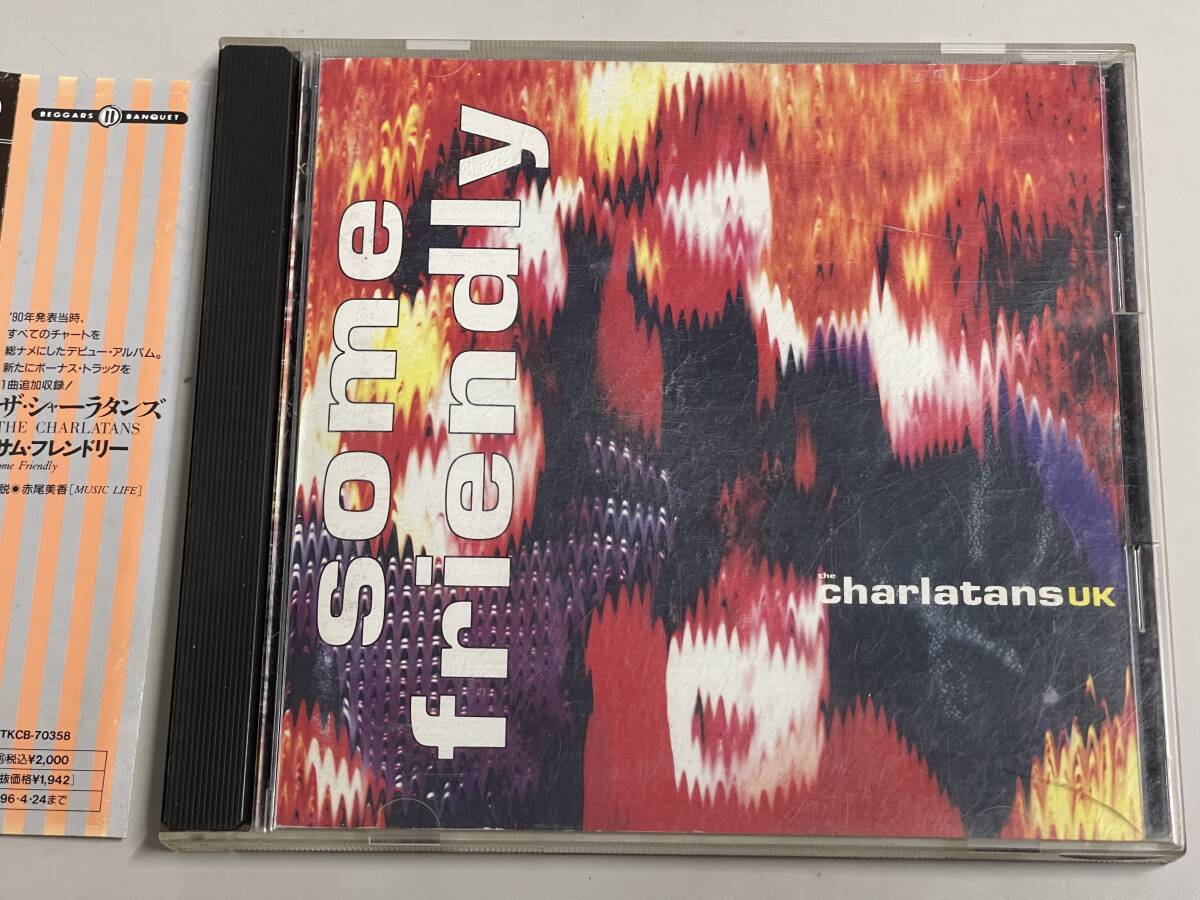 BEGGARS BANQUET
'90年発表当時、
すべてのチャートを
総ナメにしたデビュー・アルバム。
新たにボーナス・トラックを
1曲追加収録!
ザ・シャーラタンズ
THE CHARLATANS
サム・フレンドリー
ome Friendly
説●赤尾美香[MUSIC LIFE]
TKCB-70358
税込¥2,000
抜価格¥1,942]
96・4・24まで
some
friendly
the
charlatans UK